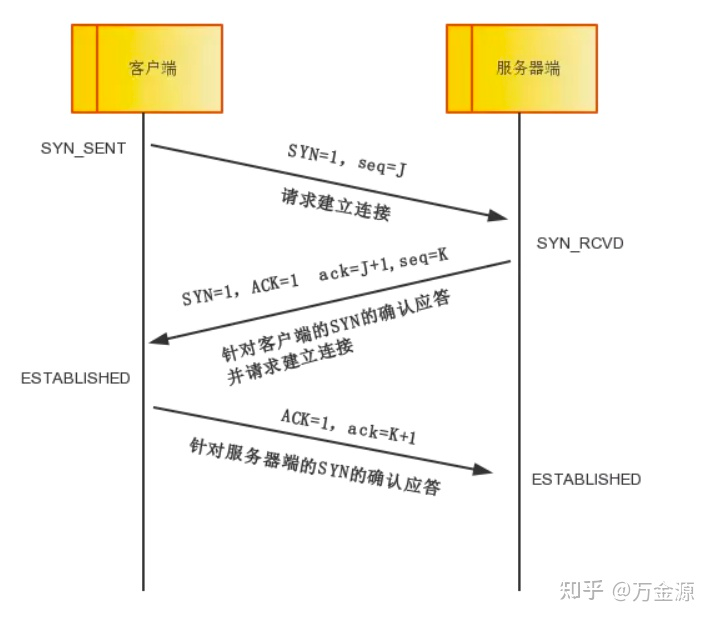 客户端
服务器端
SYN_SENT
SYN=1, seq=J
请求建立连接
SYN_RCVD
SYN=1, ACK=1 ack=J+1,seq=K
针对客户端的SYN的确认应答
并请求建立连接
ESTABLISHED
ACK=1, ack=K+1
针对服务器端的SYN的确认应答
ESTABLISHED
知乎 @万金源